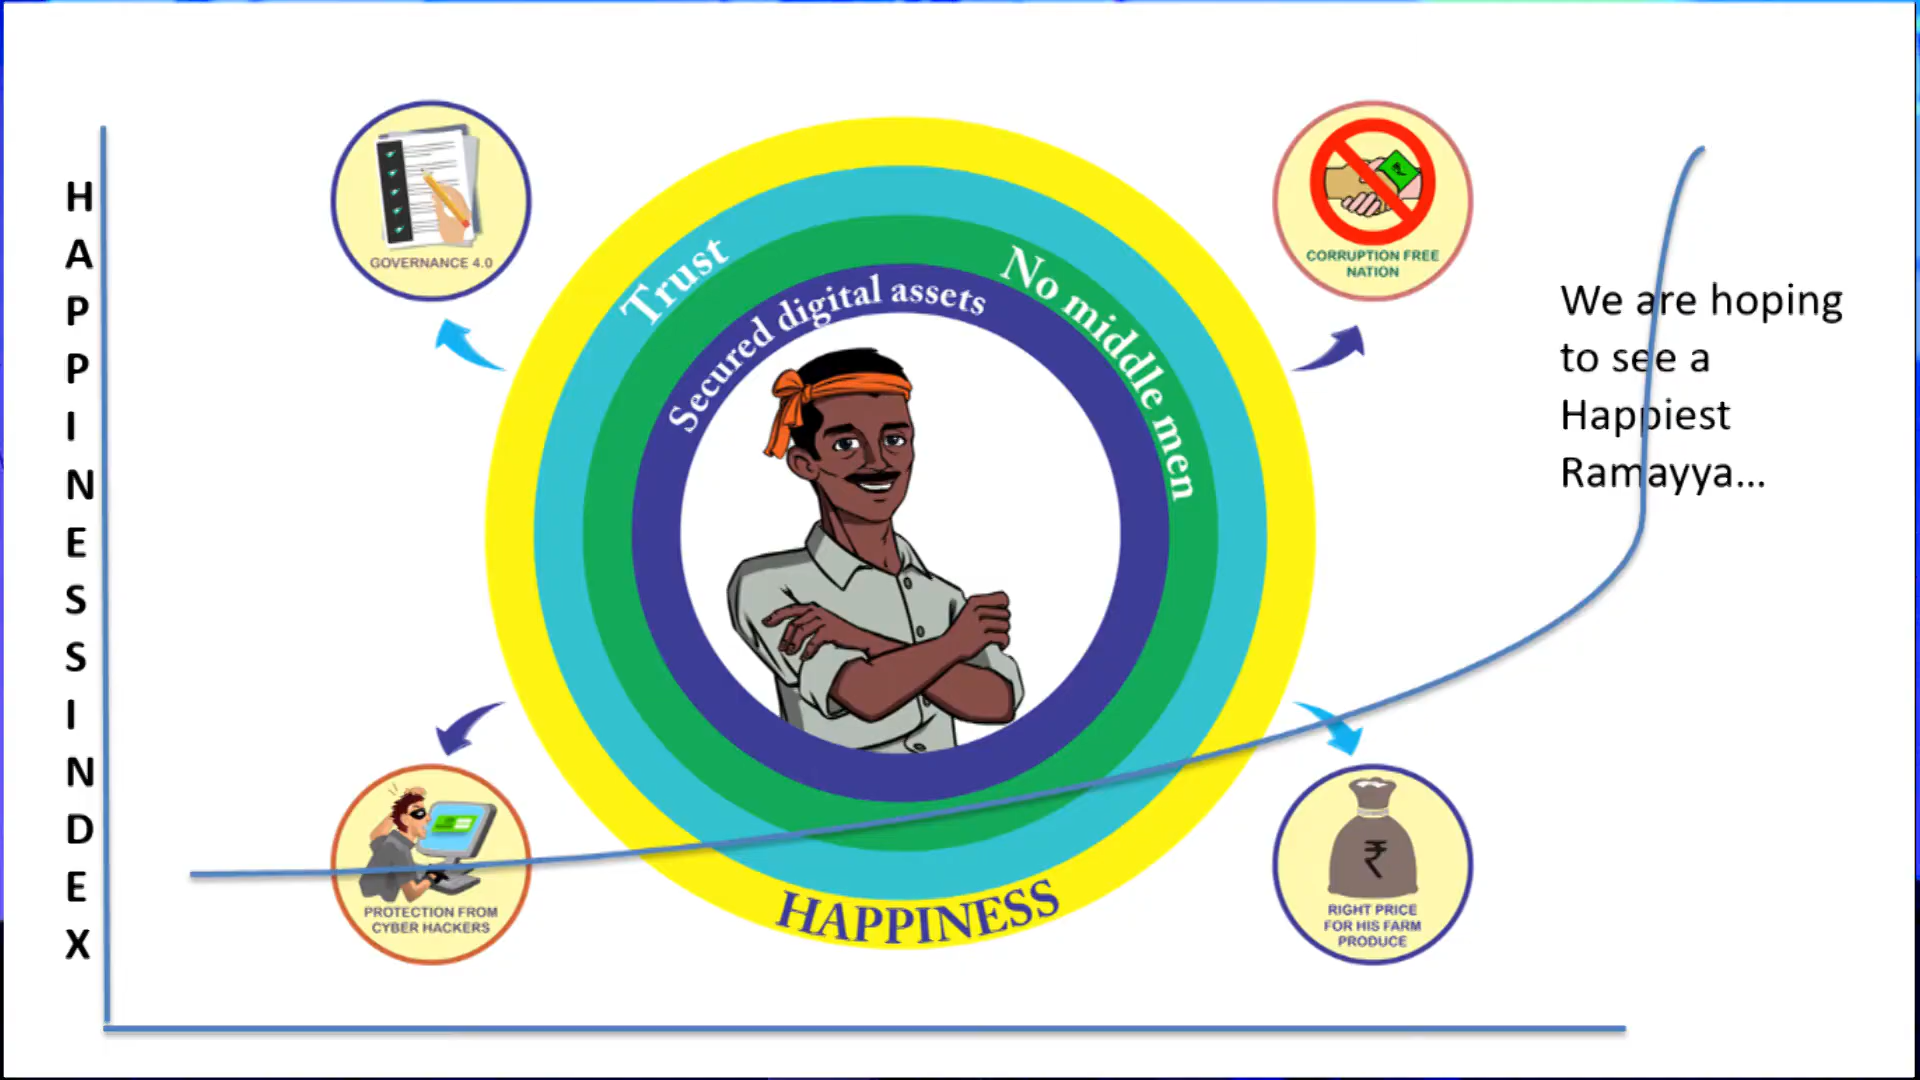 HAPPINESS INDEX
GOVERNANCE 4.0
CORRUPTION FREE
NATION
Trust
No middle men
Secured digital assets
We are hoping
to see a
Happiest
Ramayya...
PROTECTION FROM
CYBER HACKERS
HAPPINESS
₹
RIGHT PRICE
FOR HIS FARM
PRODUCE